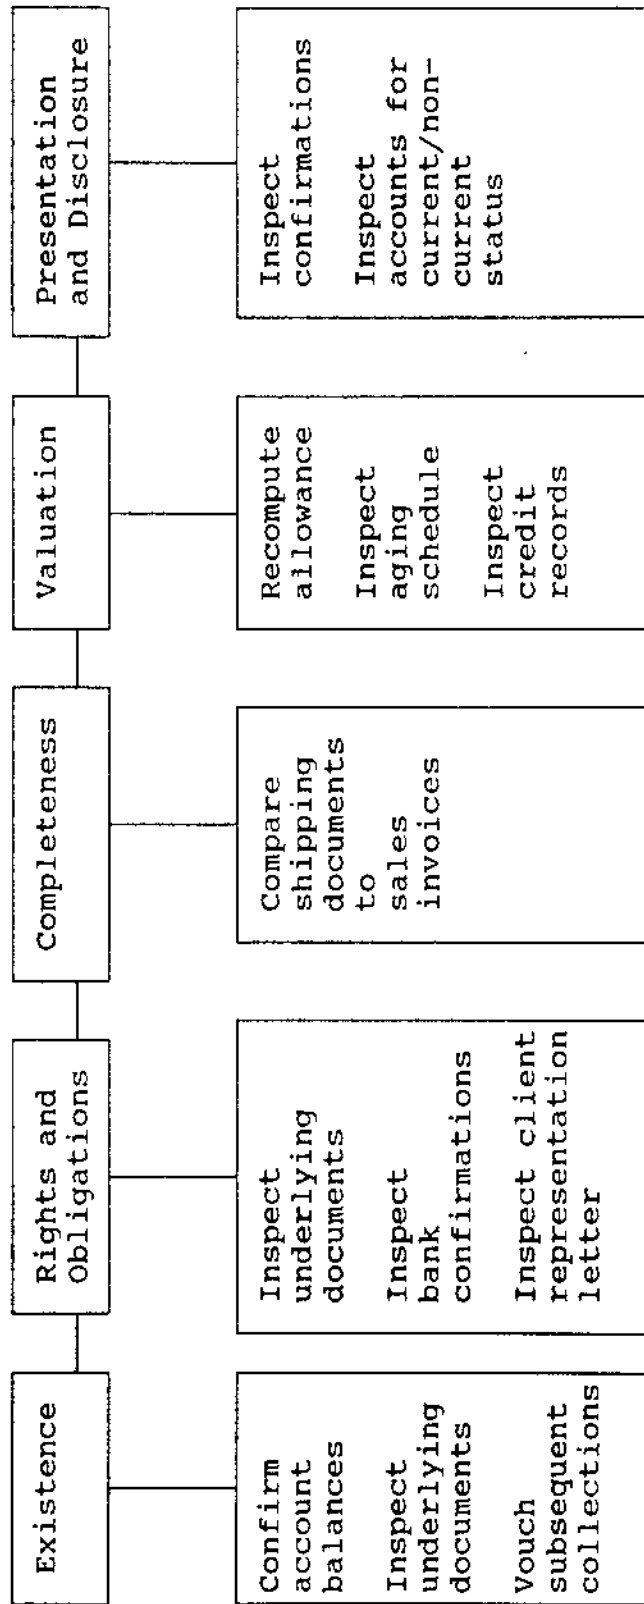 Existence
Confirm
account
balances
Inspect
underlying
documents
Vouch
subsequent
collections
Rights and
Obligations
Inspect
underlying
documents
Inspect
bank
confirmations
Inspect client
representation
letter
Completeness
Compare
shipping
documents
to
sales
invoices
Valuation
Recompute
allowance
Inspect
aging
schedule
Inspect
credit
records
Presentation
and Disclosure
Inspect
confirmations
Inspect
accounts for
current/non-
current
status